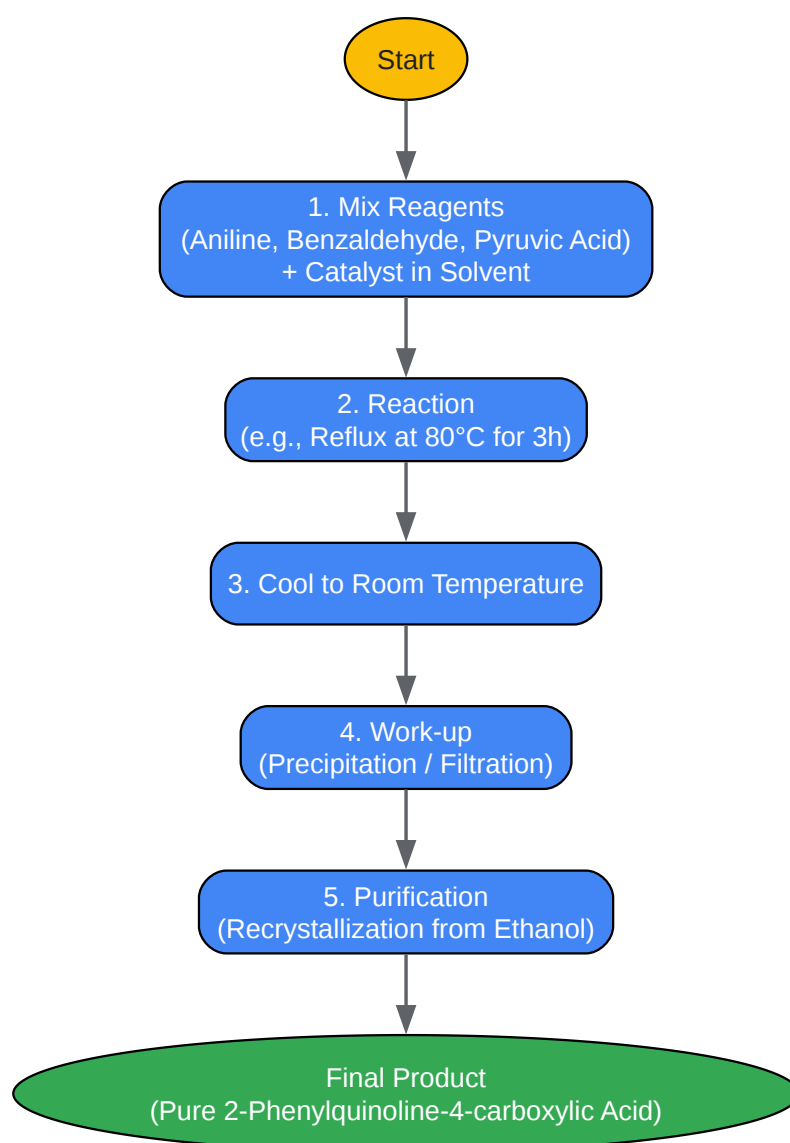 Start
1. Mix Reagents
(Aniline, Benzaldehyde, Pyruvic Acid)
+ Catalyst in Solvent
2. Reaction
(e.g., Reflux at 80°C for 3h)
3. Cool to Room Temperature
4. Work-up
(Precipitation / Filtration)
5. Purification
(Recrystallization from Ethanol)
Final Product
(Pure 2-Phenylquinoline-4-carboxylic Acid)